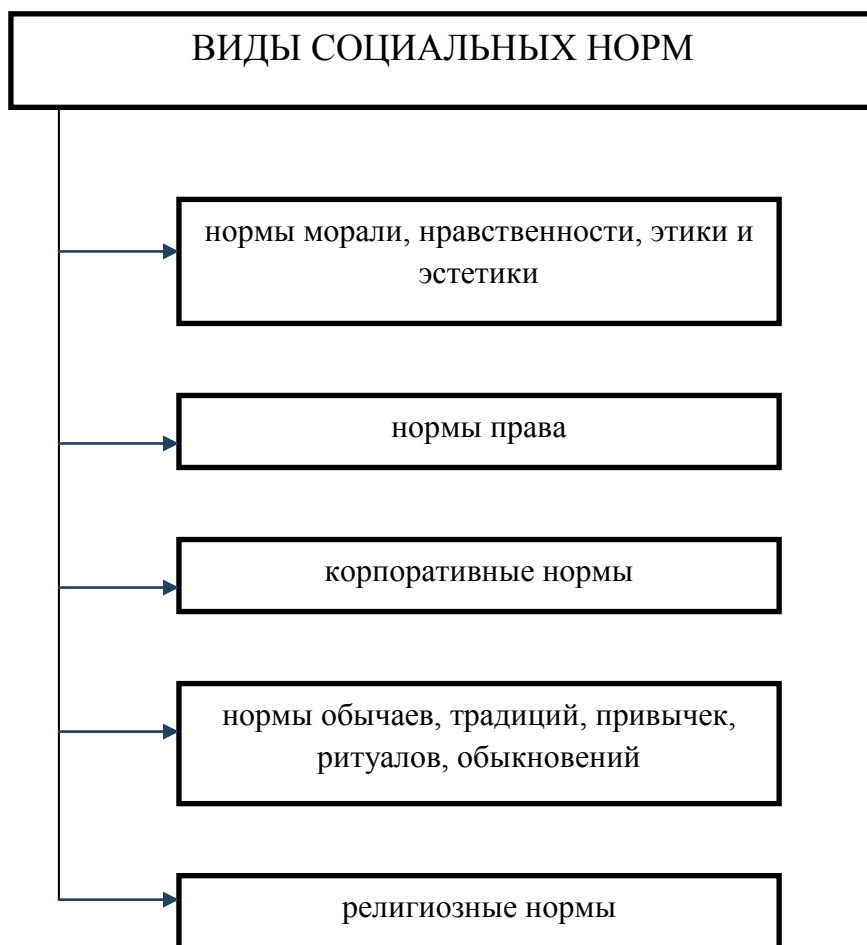 ВИДЫ СОЦИАЛЬНЫХ НОРМ
нормы морали, нравственности, этики и
эстетики
нормы права
корпоративные нормы
нормы обычаев, традиций, привычек,
ритуалов, обыкновений
религиозные нормы